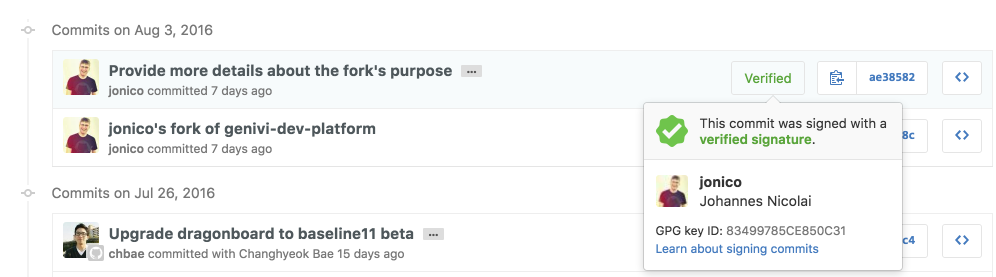 Commits on Aug 3, 2016
Provide more details about the fork's purpose ...
jonico committed 7 days ago
Verified
ae38582
jonico's fork of genivi-dev-platform
jonico committed 7 days ago
8c
This commit was signed with a
verified signature.
jonico
Johannes Nicolai
GPG key ID: 83499785CE850C31
Learn about signing commits
Commits on Jul 26, 2016
Upgrade dragonboard to baseline11 beta ...
chbae committed with Changhyeok Bae 15 days ago
c4